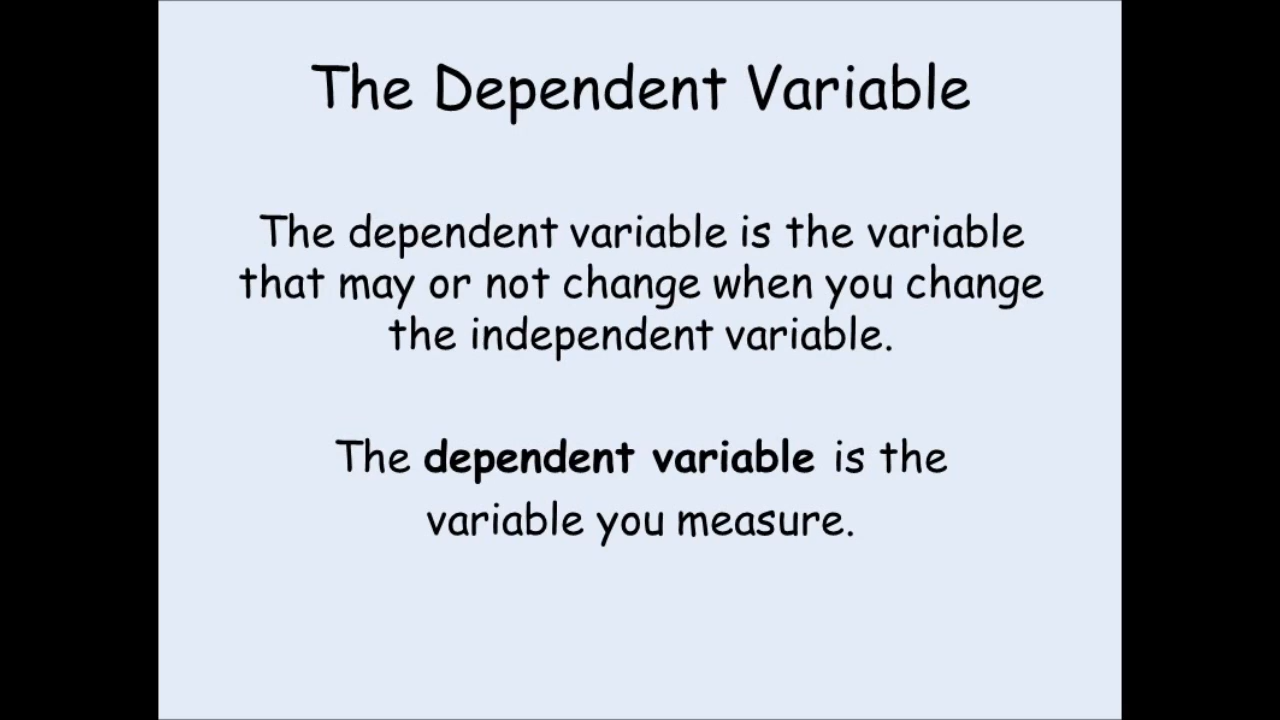 The Dependent Variable
The dependent variable is the variable
that may or not change when you change
the independent variable.
The dependent variable is the
variable you measure.